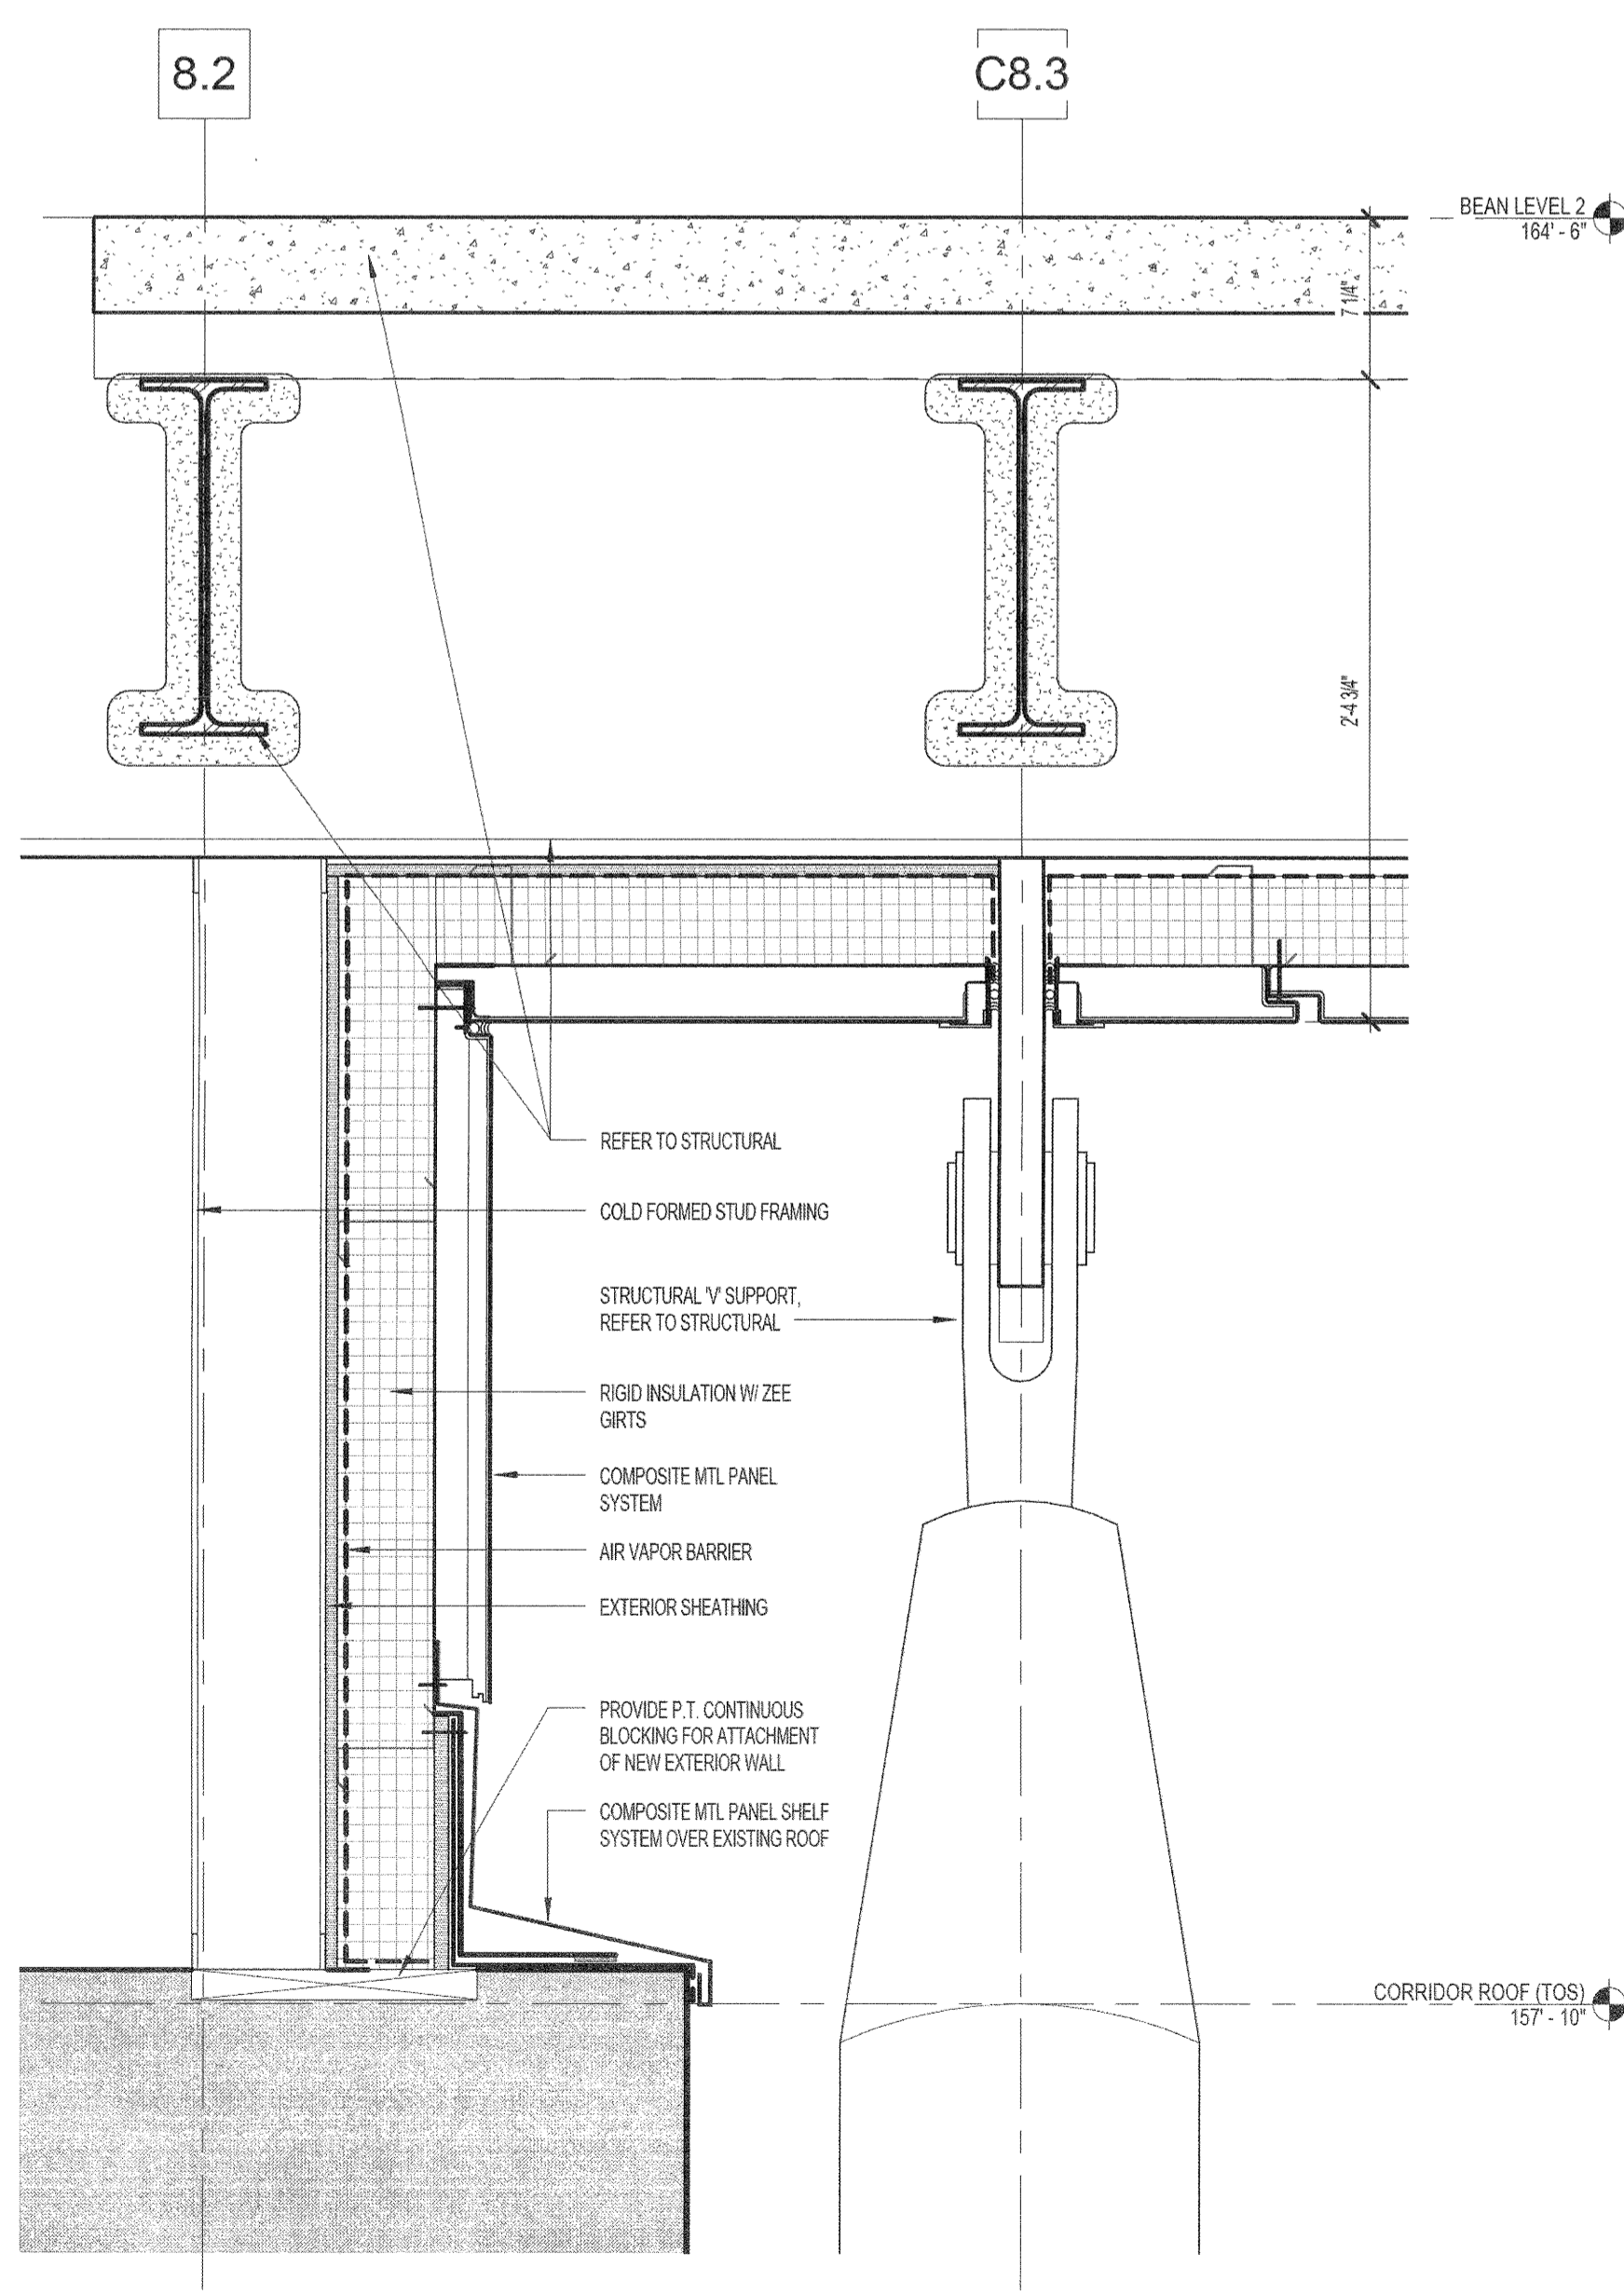 8.2
C8.3
BEAN LEVEL 2
164' - 6"
7 1/4"
2'-4 3/4"
REFER TO STRUCTURAL
COLD FORMED STUD FRAMING
STRUCTURAL 'V' SUPPORT,
REFER TO STRUCTURAL
RIGID INSULATION W/ ZEE
GIRTS
COMPOSITE MTL PANEL
SYSTEM
AIR VAPOR BARRIER
EXTERIOR SHEATHING
PROVIDE P.T. CONTINUOUS
BLOCKING FOR ATTACHMENT
OF NEW EXTERIOR WALL
COMPOSITE MTL PANEL SHELF
SYSTEM OVER EXISTING ROOF
CORRIDOR ROOF (TOS)
157' - 10"